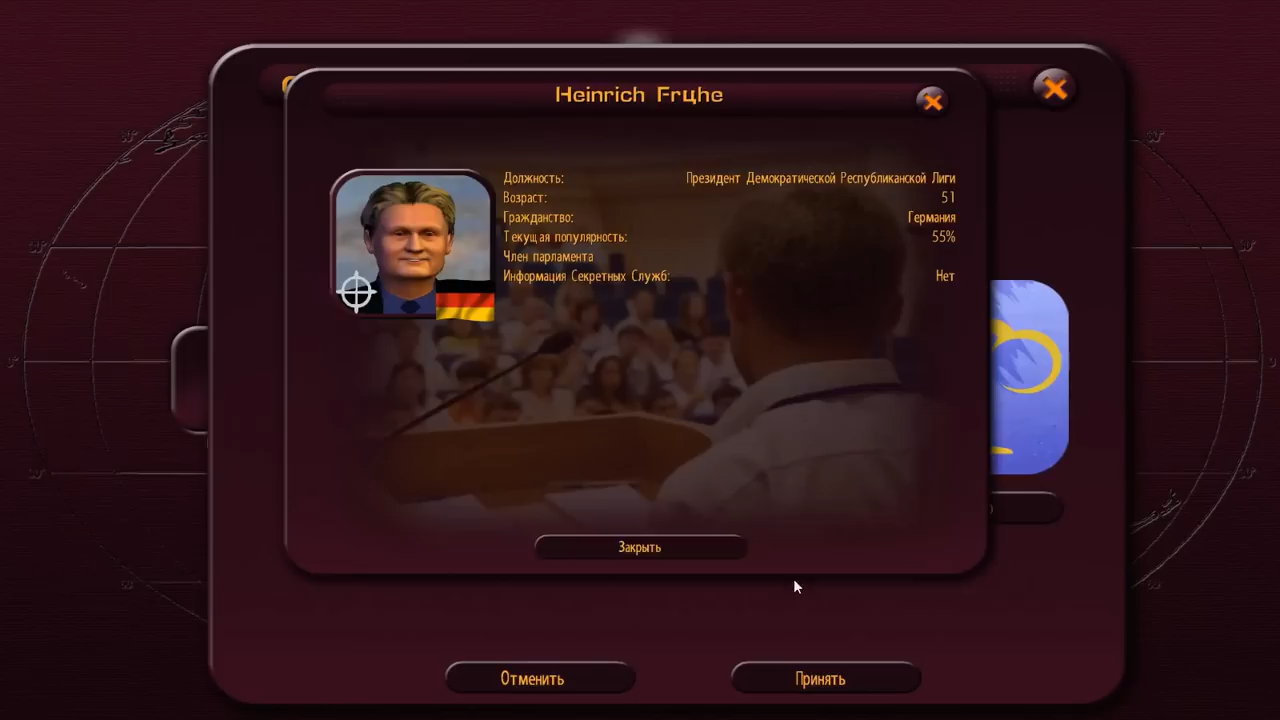 Heinrich Fruhe
Должность: Президент Демократической Республиканской Лиги
Возраст: 51
Гражданство: Германия
Текущая популярность: 55%
Член парламента
Информация Секретных Служб: Нет
Закрыть
Отменить Принять